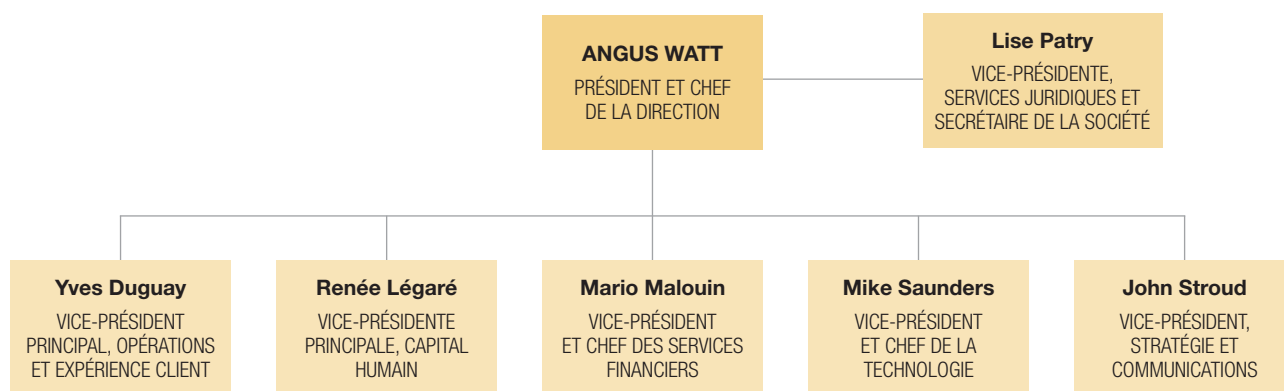 ANGUS WATT
PRÉSIDENT ET CHEF
DE LA DIRECTION
Lise Patry
VICE-PRÉSIDENTE,
SERVICES JURIDIQUES ET
SECRÉTAIRE DE LA SOCIÉTÉ
Yves Duguay
VICE-PRÉSIDENT
PRINCIPAL, OPÉRATIONS
ET EXPÉRIENCE CLIENT
Renée Légaré
VICE-PRÉSIDENTE
PRINCIPALE, CAPITAL
HUMAIN
Mario Malouin
VICE-PRÉSIDENT
ET CHEF DES SERVICES
FINANCIERS
Mike Saunders
VICE-PRÉSIDENT
ET CHEF DE LA
TECHNOLOGIE
John Stroud
VICE-PRÉSIDENT,
STRATÉGIE ET
COMMUNICATIONS